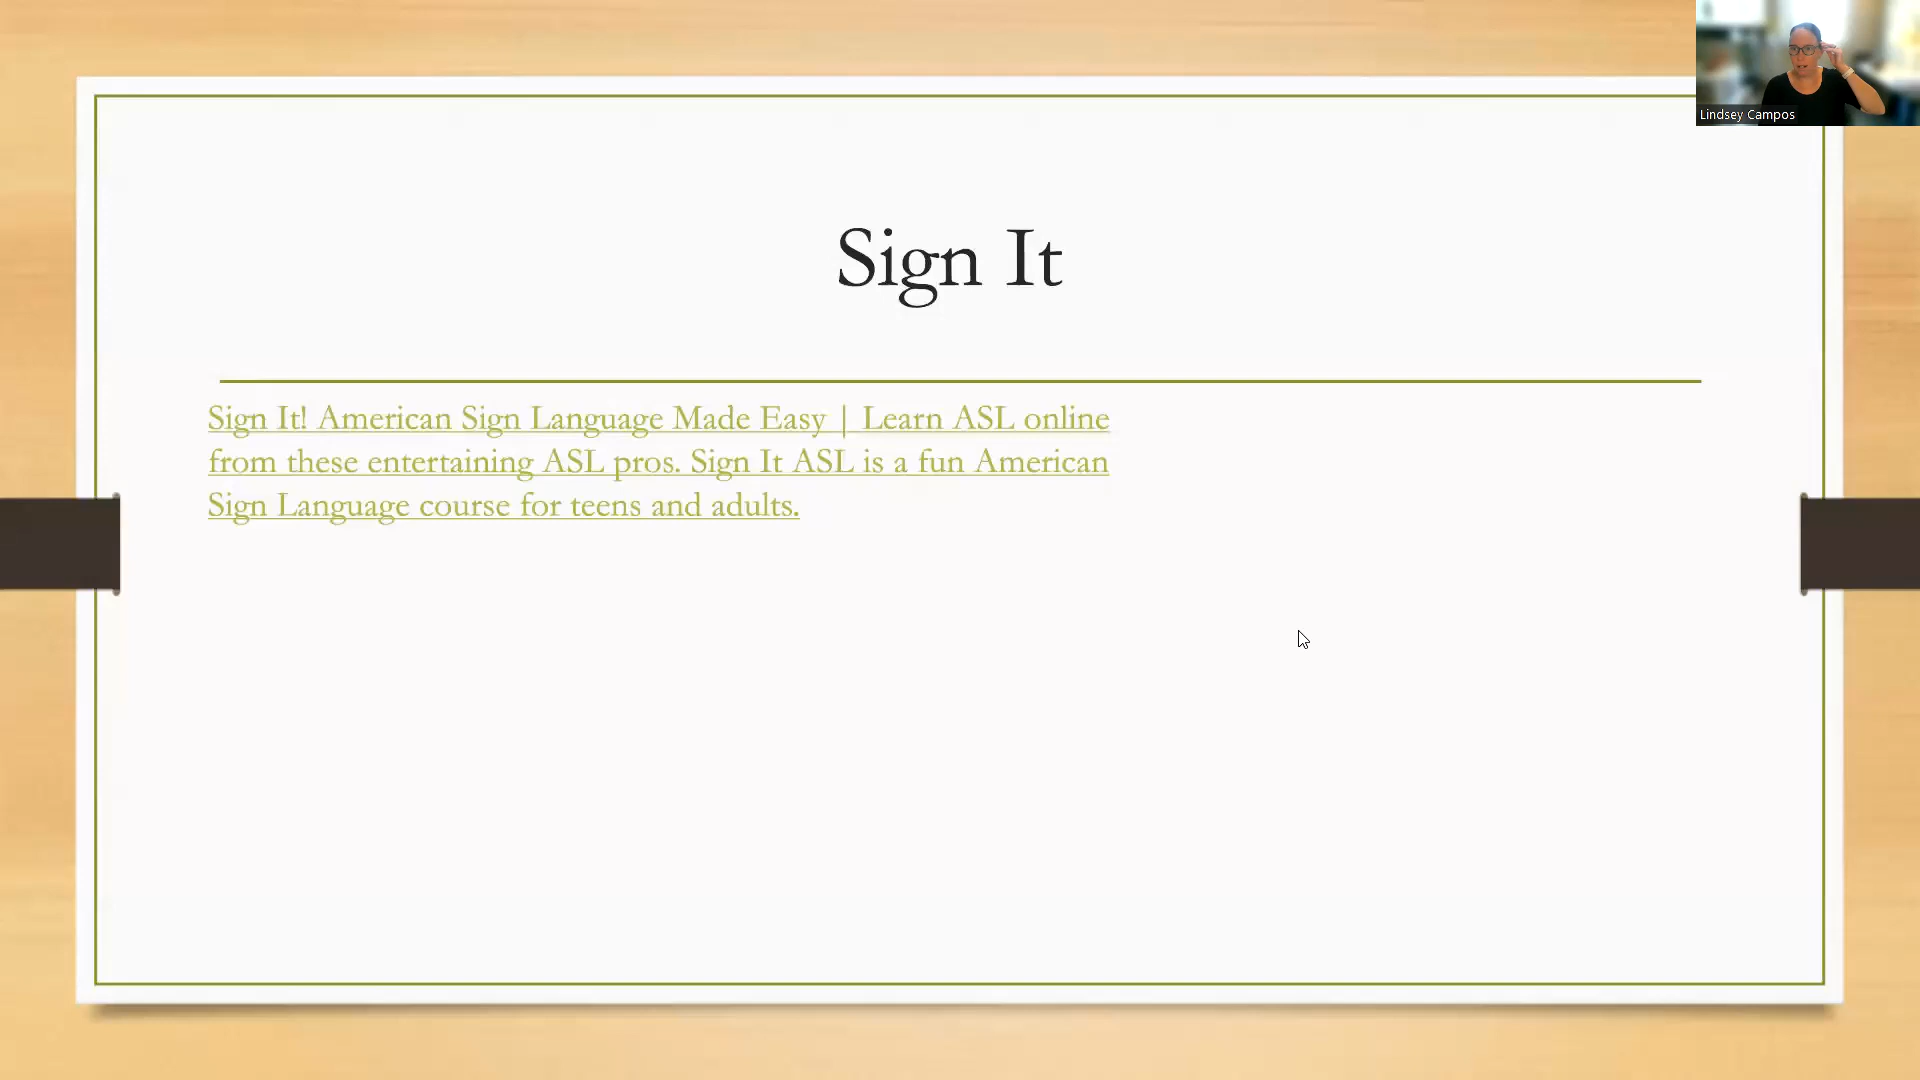 Lindsey Campos
Sign It
Sign It! American Sign Language Made Easy | Learn ASL online
from these entertaining ASL pros. Sign It ASL is a fun American
Sign Language course for teens and adults.